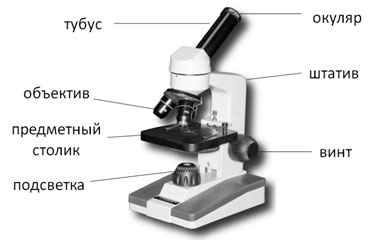 окуляр
тубус
штатив
объектив
предметный
столик
винт
подсветка